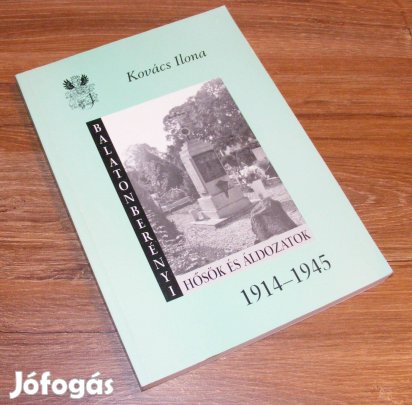 Kovács Ilona
BALATONBERÉNYI
HŐSÖK ÉS ÁLDOZATOK
1914–1945
Jófogás